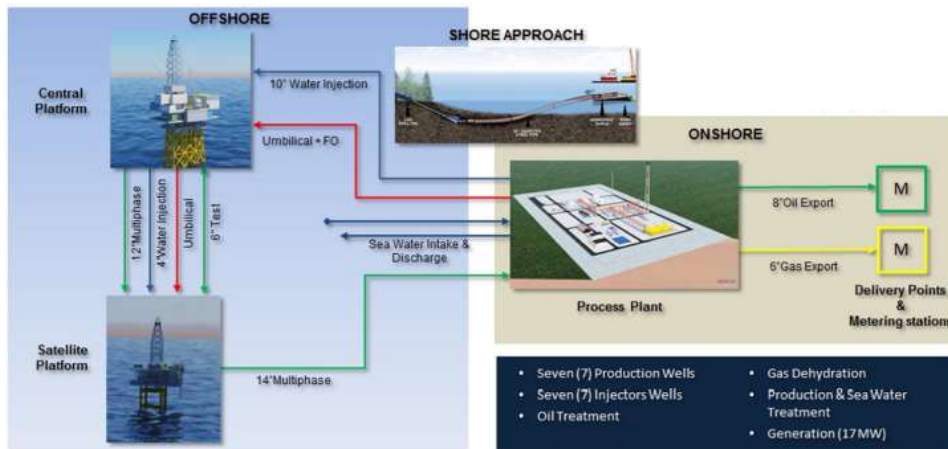 OFFSHORE
SHORE APPROACH
Central
Platform
10" Water Injection
Umbilical + FO
ONSHORE
12"Multiphase
4"Water Injection
Umbilical
6" Test
Sea Water Intake &
Discharge
M
8"Oil Export
M
6"Gas Export
Process Plant
Delivery Points
&
Metering stations
Satellite
Platform
14"Multiphase
• Seven (7) Production Wells
• Seven (7) Injectors Wells
• Oil Treatment
• Gas Dehydration
• Production & Sea Water
Treatment
• Generation (17 MW)